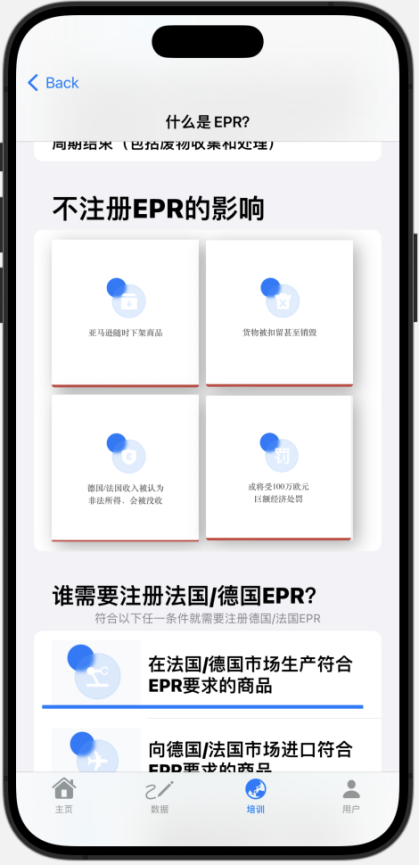 Back
什么是 EPR?
周期结束（包括废物收集和处理）
不注册EPR的影响
亚马逊随时下架商品
货物被扣留甚至销毁
德国/法国收入被认为
非法所得，会被没收
或将受100万欧元
巨额经济处罚
罚
谁需要注册法国/德国EPR?
符合以下任一条件就需要注册德国/法国EPR
在法国/德国市场生产符合
EPR要求的商品
向德国/法国市场进口符合
EPR要求的商品
主页
数据
培训
用户